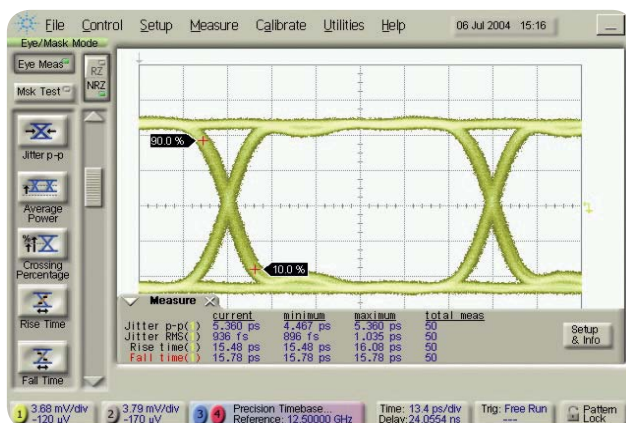 File Control Setup Measure Calibrate Utilities Help 06 Jul 2004 15:16
Eye/Mask Mode
Eye Meas
RZ
NRZ
Msk Test
Jitter p-p
Average
Power
Crossing
Percentage
Rise Time
Fall Time
90.0 %
10.0 %
Measure
current minimum maximum total meas
Jitter p-p(1) 5.360 ps 4.467 ps 5.360 ps 50
Jitter RMS(1) 936 fs 896 fs 1.035 ps 50
Rise time(1) 15.48 ps 15.48 ps 16.08 ps 50
Fall time(1) 15.78 ps 15.78 ps 15.78 ps 50
Setup
& Info
1 3.68 mV/div
-120 µV
2 3.79 mV/div
-170 µV
3 4 Precision Timebase...
Reference: 12.50000 GHz
Time: 13.4 ps/div
Delay:24.0554 ns
Trig: Free Run
---
Pattern
Lock